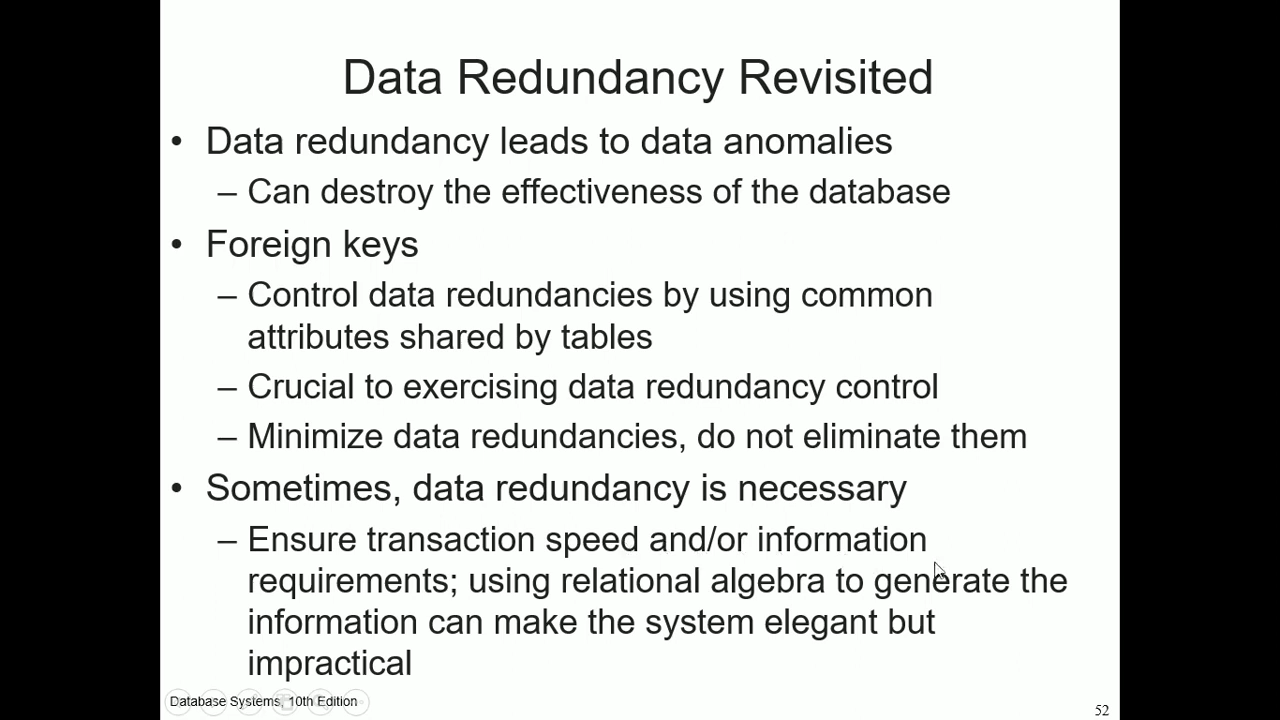 Data Redundancy Revisited
• Data redundancy leads to data anomalies
– Can destroy the effectiveness of the database
• Foreign keys
– Control data redundancies by using common
attributes shared by tables
– Crucial to exercising data redundancy control
– Minimize data redundancies, do not eliminate them
• Sometimes, data redundancy is necessary
– Ensure transaction speed and/or information
requirements; using relational algebra to generate the
information can make the system elegant but
impractical
Database Systems, 10th Edition
52